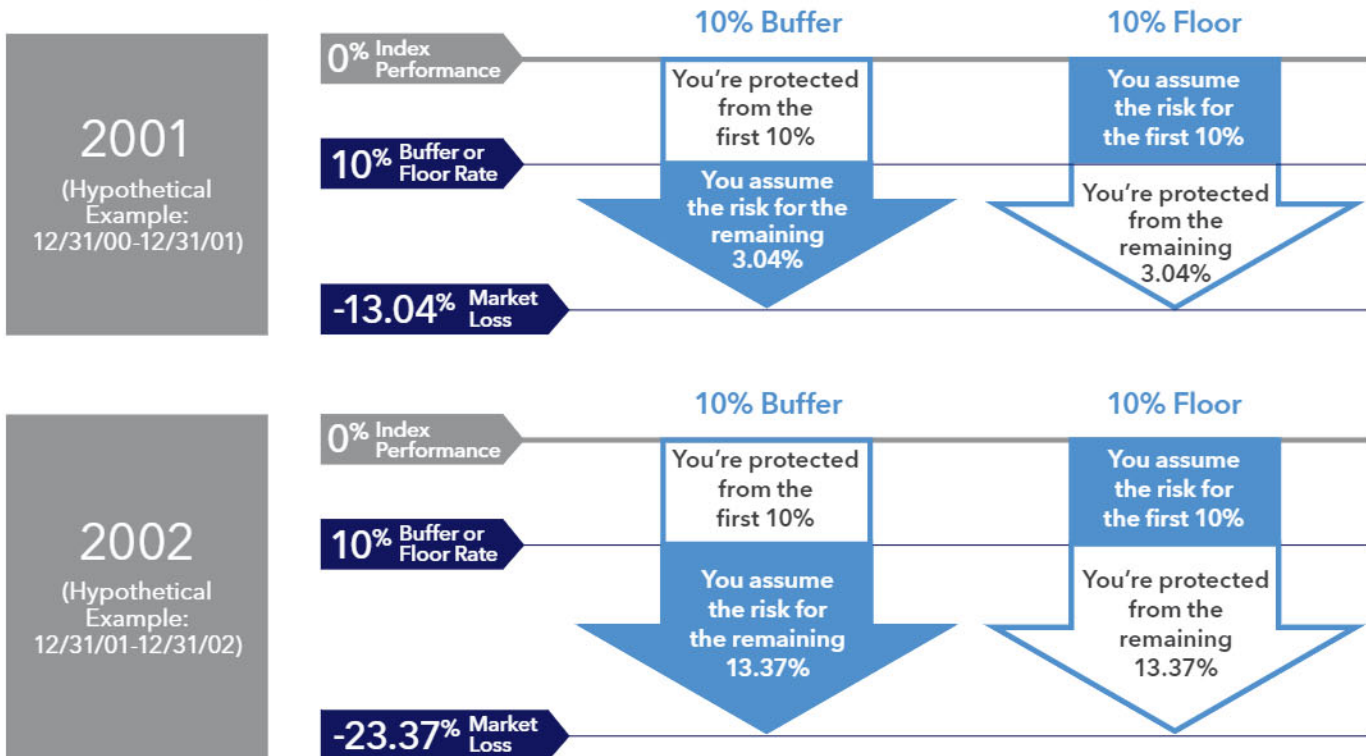 10% Buffer
10% Floor
2001
(Hypothetical
Example:
12/31/00-12/31/01)
0% Index
Performance
You're protected
from the
first 10%
You assume
the risk for
the first 10%
10% Buffer or
Floor Rate
You assume
the risk for the
remaining
3.04%
You're protected
from the
remaining
3.04%
-13.04% Market
Loss
10% Buffer
10% Floor
2002
(Hypothetical
Example:
12/31/01-12/31/02)
0% Index
Performance
You're protected
from the
first 10%
You assume
the risk for
the first 10%
10% Buffer or
Floor Rate
You assume
the risk for
the remaining
13.37%
You're protected
from the
remaining
13.37%
-23.37% Market
Loss